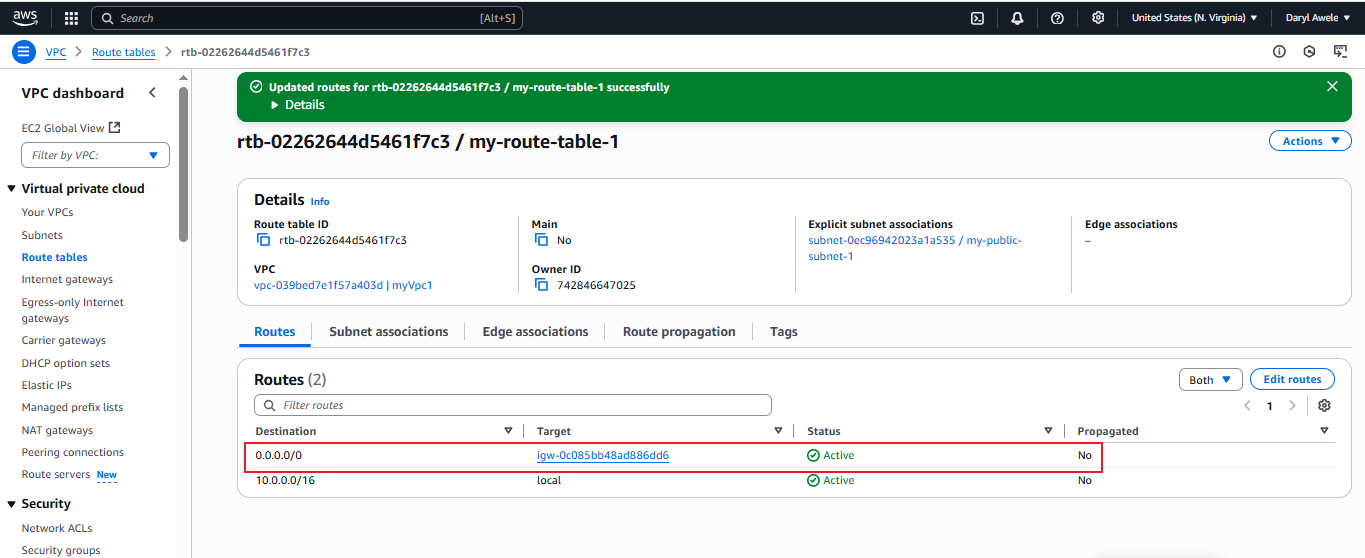 aws
Search
[Alt+S]
United States (N. Virginia)
Daryl Awele
VPC
Route tables
rtb-02262644d5461f7c3
VPC dashboard
EC2 Global View
Filter by VPC:
Virtual private cloud
Your VPCs
Subnets
Route tables
Internet gateways
Egress-only Internet
gateways
Carrier gateways
DHCP option sets
Elastic IPs
Managed prefix lists
NAT gateways
Peering connections
Route servers New
Security
Network ACLs
Security groups
Updated routes for rtb-02262644d5461f7c3 / my-route-table-1 successfully
Details
rtb-02262644d5461f7c3 / my-route-table-1
Actions
Details Info
Route table ID
rtb-02262644d5461f7c3
Main
No
Explicit subnet associations
subnet-0ec96942023a1a535 / my-public-
subnet-1
Edge associations
–
VPC
vpc-039bed7e1f57a403d | myVpc1
Owner ID
742846647025
Routes
Subnet associations
Edge associations
Route propagation
Tags
Routes (2)
Both
Edit routes
Filter routes
1
Destination Target Status Propagated
0.0.0.0/0 igw-0c085bb48ad886dd6 Active No
10.0.0.0/16 local Active No